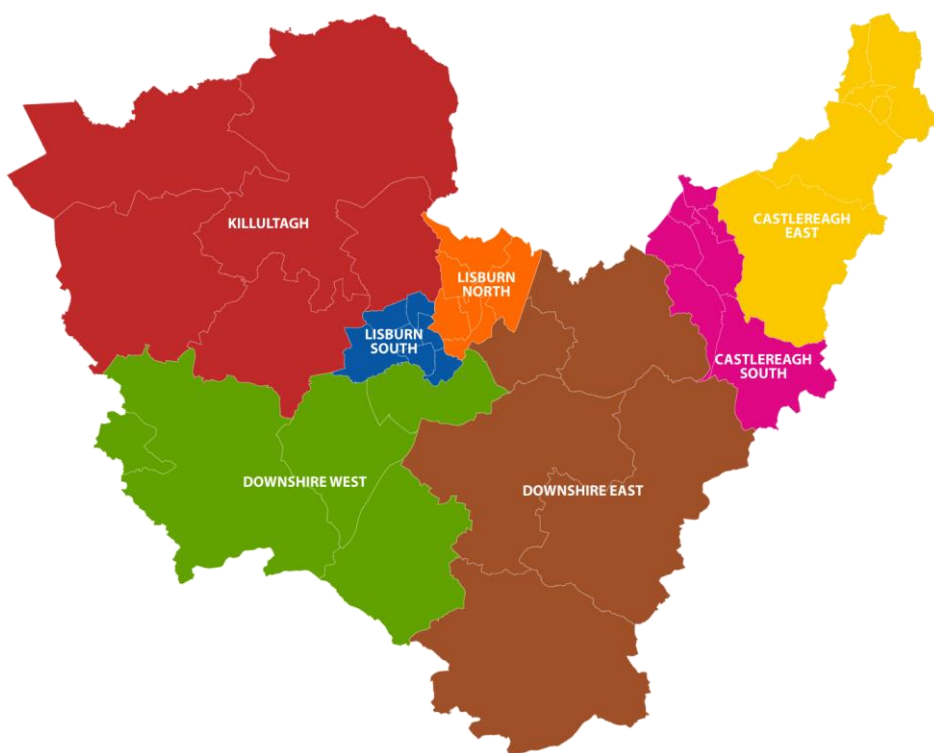 KILLULTAGH
CASTLEREAGH
EAST
LISBURN
NORTH
LISBURN
SOUTH
CASTLEREAGH
SOUTH
DOWNSHIRE WEST
DOWNSHIRE EAST